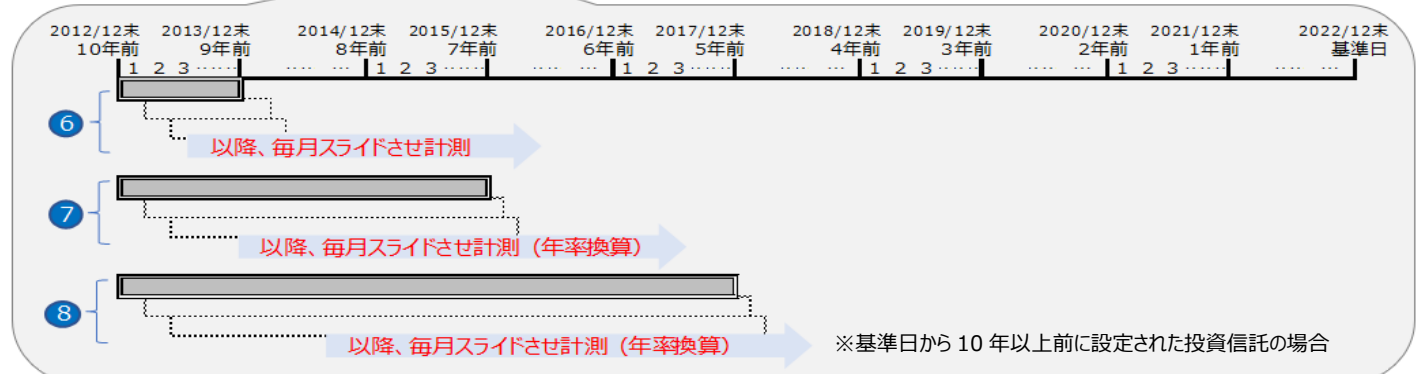 2012/12末 2013/12末 2014/12末 2015/12末 2016/12末 2017/12末 2018/12末 2019/12末 2020/12末 2021/12末 2022/12末
10年前 9年前 8年前 7年前 6年前 5年前 4年前 3年前 2年前 1年前 基準日
1 2 3 ‥‥‥ ‥‥ ‥ 1 2 3 ‥‥‥ ‥‥ ‥ 1 2 3 ‥‥‥ ‥‥ ‥ 1 2 3 ‥‥‥ ‥‥ ‥ 1 2 3 ‥‥‥ ‥‥ ‥
6
以降、毎月スライドさせ計測
7
以降、毎月スライドさせ計測（年率換算）
8
以降、毎月スライドさせ計測（年率換算）
※基準日から 10 年以上前に設定された投資信託の場合